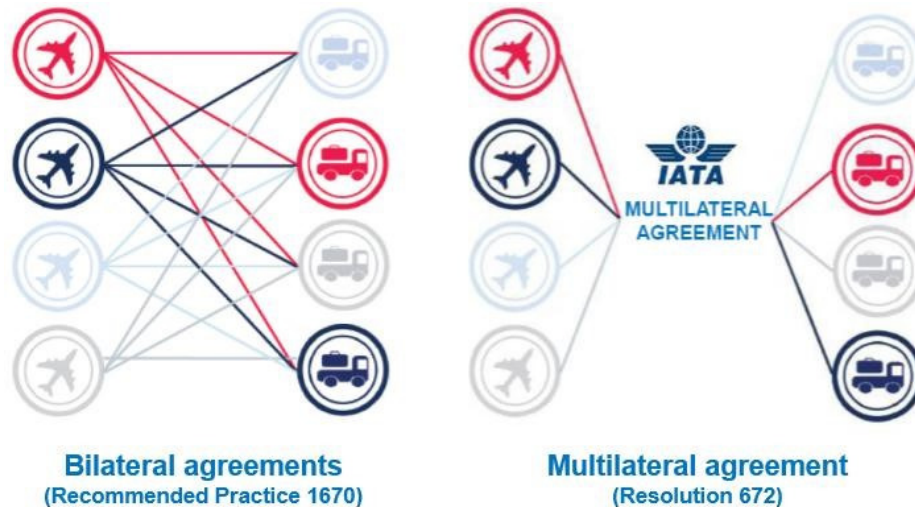 IATA
MULTILATERAL
AGREEMENT
Bilateral agreements
(Recommended Practice 1670)
Multilateral agreement
(Resolution 672)